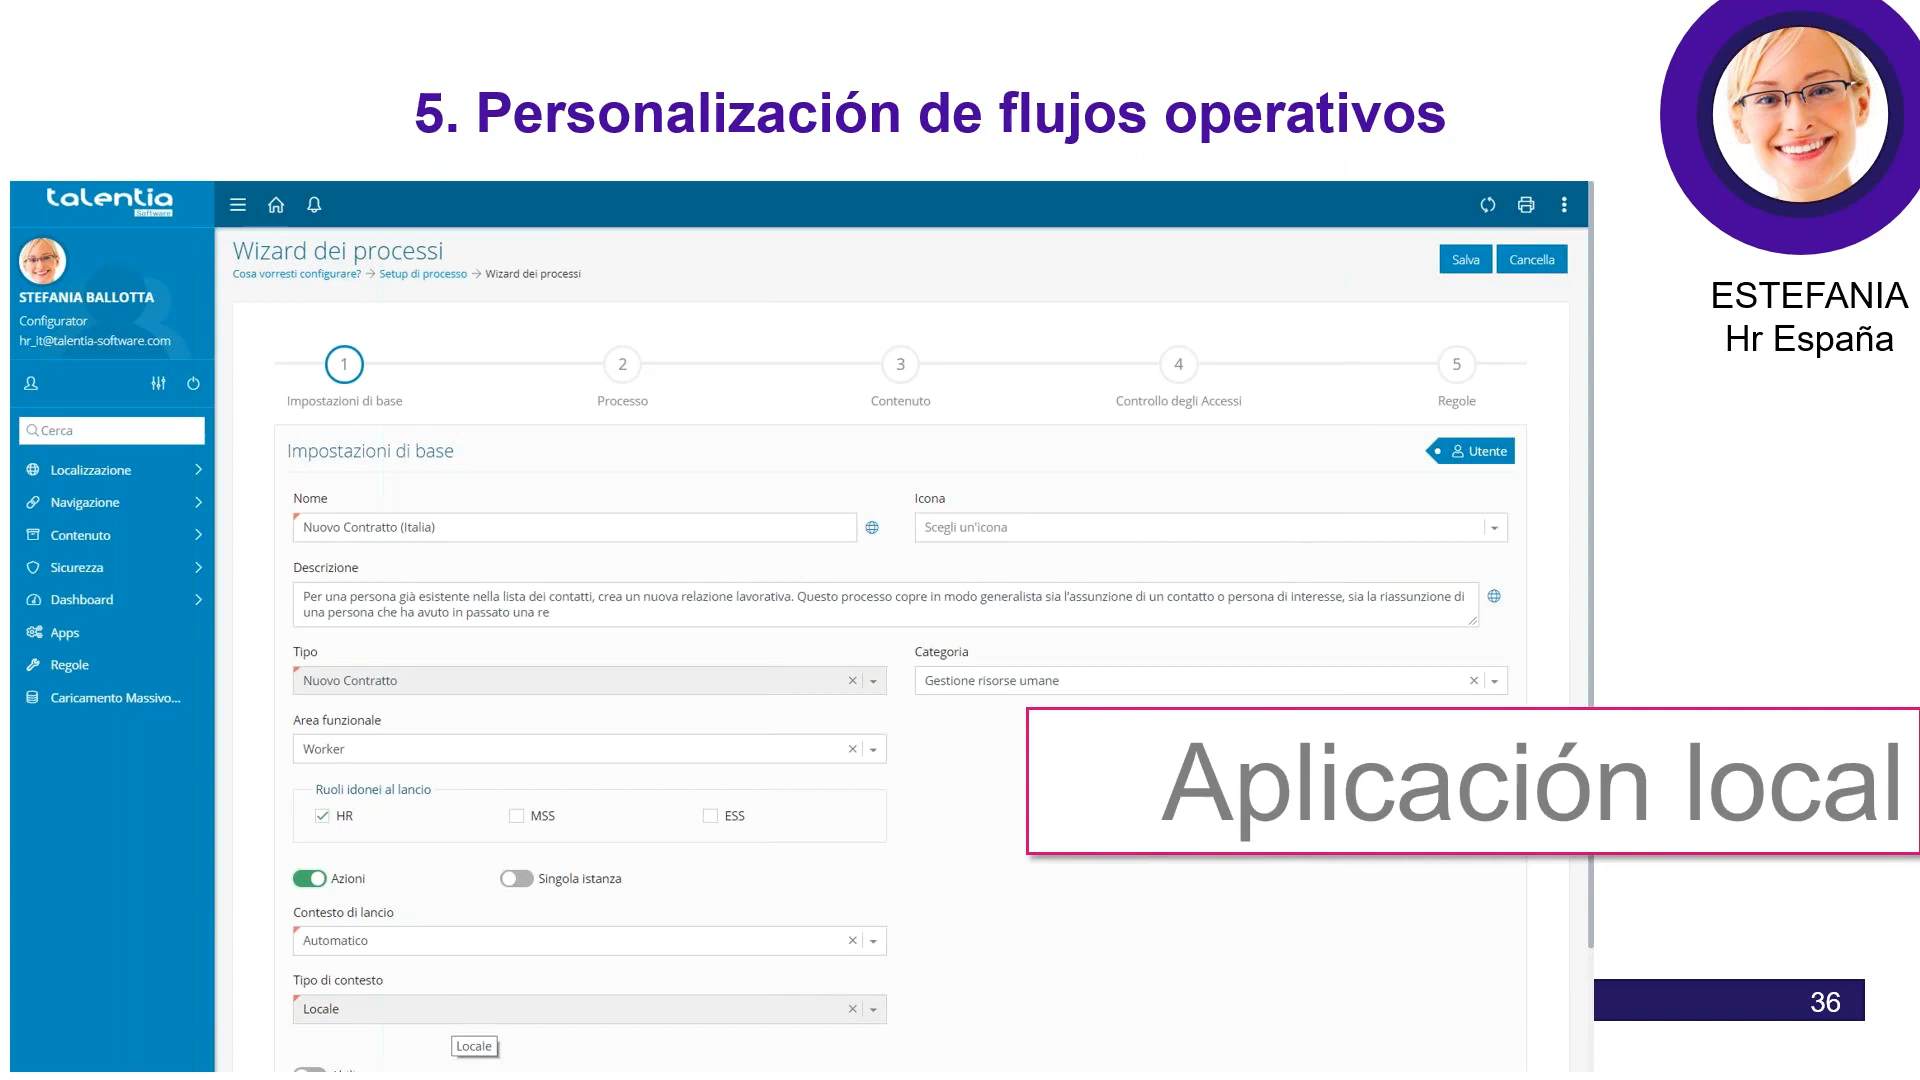 5. Personalización de flujos operativos
ESTEFANIA
Hr España
talentia
Software
STEFANIA BALLOTTA
Configurator
hr_it@talentia-software.com
Cerca
Localizzazione
Navigazione
Contenuto
Sicurezza
Dashboard
Apps
Regole
Caricamento Massivo...
Wizard dei processi
Cosa vorresti configurare? → Setup di processo → Wizard dei processi
Salva
Cancella
1
2
3
4
5
Impostazioni di base
Processo
Contenuto
Controllo degli Accessi
Regole
Impostazioni di base
Utente
Nome
Icona
Nuovo Contratto (Italia)
Scegli un'icona
Descrizione
Per una persona già esistente nella lista dei contatti, crea un nuova relazione lavorativa. Questo processo copre in modo generalista sia l'assunzione di un contatto o persona di interesse, sia la riassunzione di
una persona che ha avuto in passato una re
Tipo
Categoria
Nuovo Contratto
Gestione risorse umane
Area funzionale
Worker
Ruoli idonei al lancio
HR
MSS
ESS
Azioni
Singola istanza
Contesto di lancio
Automatico
Tipo di contesto
Locale
Locale
Aplicación local
36